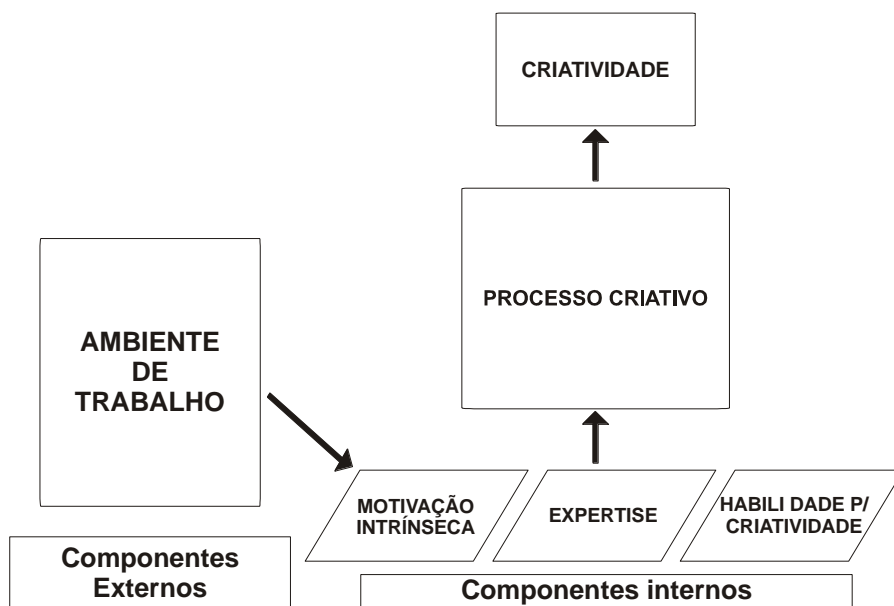 CRIATIVIDADE
PROCESSO CRIATIVO
AMBIENTE
DE
TRABALHO
MOTIVAÇÃO
INTRÍNSECA
EXPERTISE
HABILI DADE P/
CRIATIVIDADE
Componentes
Externos
Componentes internos